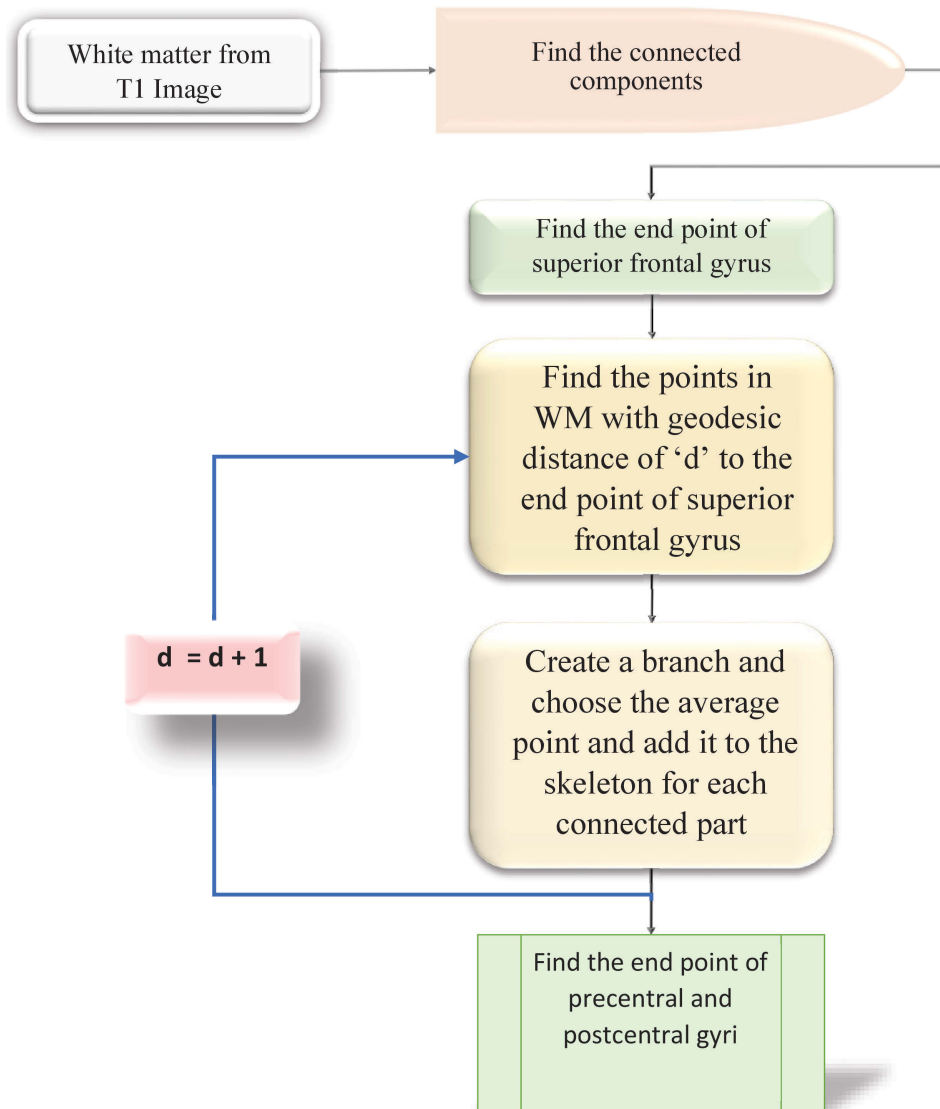 White matter from
T1 Image
Find the connected
components
Find the end point of
superior frontal gyrus
Find the points in
WM with geodesic
distance of ‘d’ to the
end point of superior
frontal gyrus
d = d + 1
Create a branch and
choose the average
point and add it to the
skeleton for each
connected part
Find the end point of
precentral and
postcentral gyri